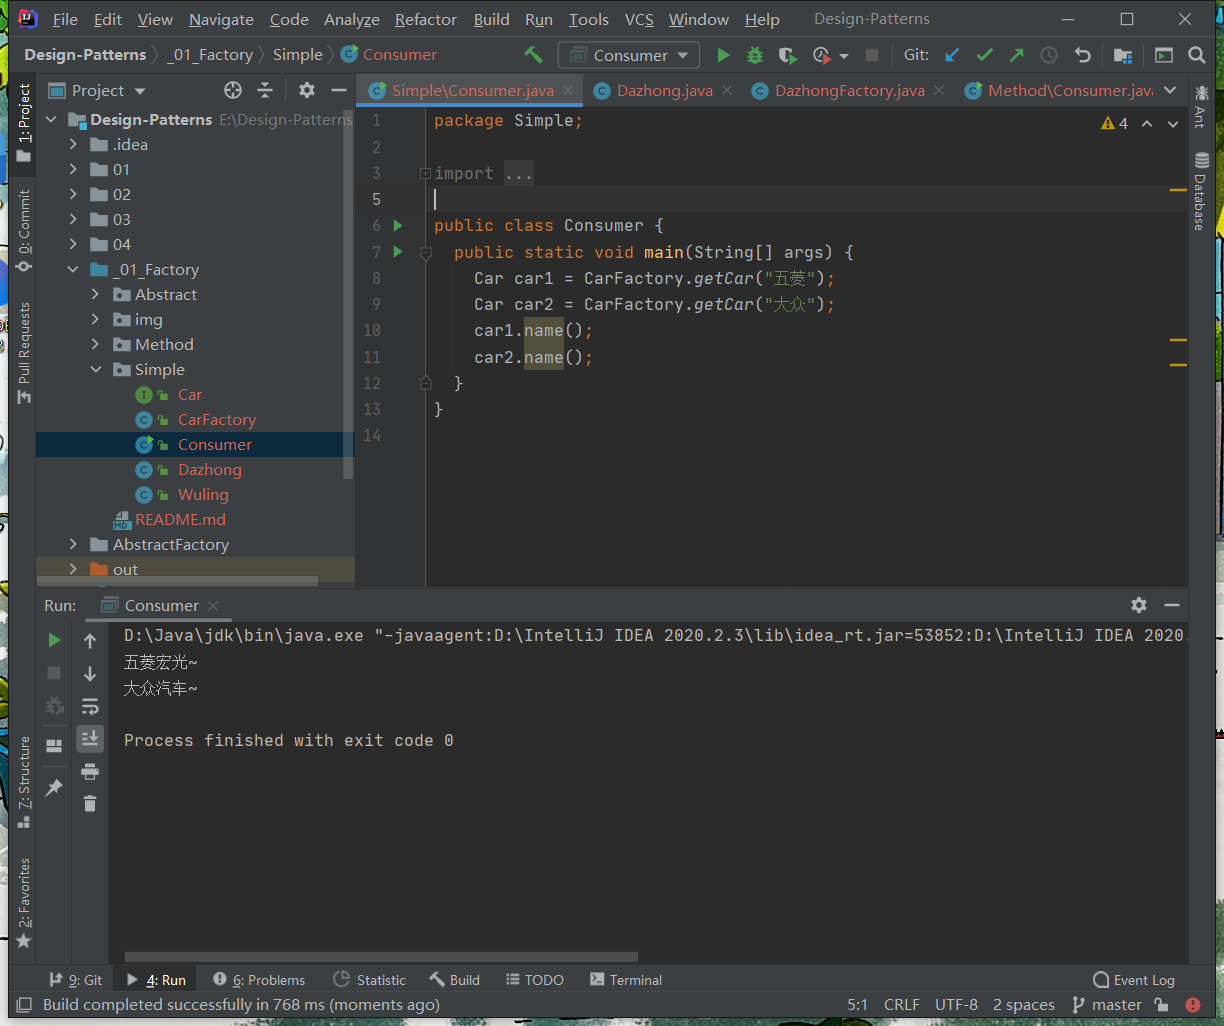 File Edit View Navigate Code Analyze Refactor Build Run Tools VCS Window Help Design-Patterns
Design-Patterns _01_Factory Simple Consumer Consumer Git:
Project
Simple\Consumer.java Dazhong.java DazhongFactory.java Method\Consumer.java
1: Project
0: Commit
Pull Requests
7: Structure
2: Favorites
Ant
Database
Design-Patterns E:\Design-Patterns
.idea
01
02
03
04
_01_Factory
Abstract
img
Method
Simple
Car
CarFactory
Consumer
Dazhong
Wuling
README.md
AbstractFactory
out
4
1 package Simple;
2
3 import ...
5
6 public class Consumer {
7 public static void main(String[] args) {
8 Car car1 = CarFactory.getCar("五菱");
9 Car car2 = CarFactory.getCar("大众");
10 car1.name();
11 car2.name();
12 }
13 }
14
Run: Consumer
D:\Java\jdk\bin\java.exe "-javaagent:D:\IntelliJ IDEA 2020.2.3\lib\idea_rt.jar=53852:D:\IntelliJ IDEA 2020.
五菱宏光~
大众汽车~
Process finished with exit code 0
9: Git 4: Run 6: Problems Statistic Build TODO Terminal Event Log
Build completed successfully in 768 ms (moments ago) 5:1 CRLF UTF-8 2 spaces master